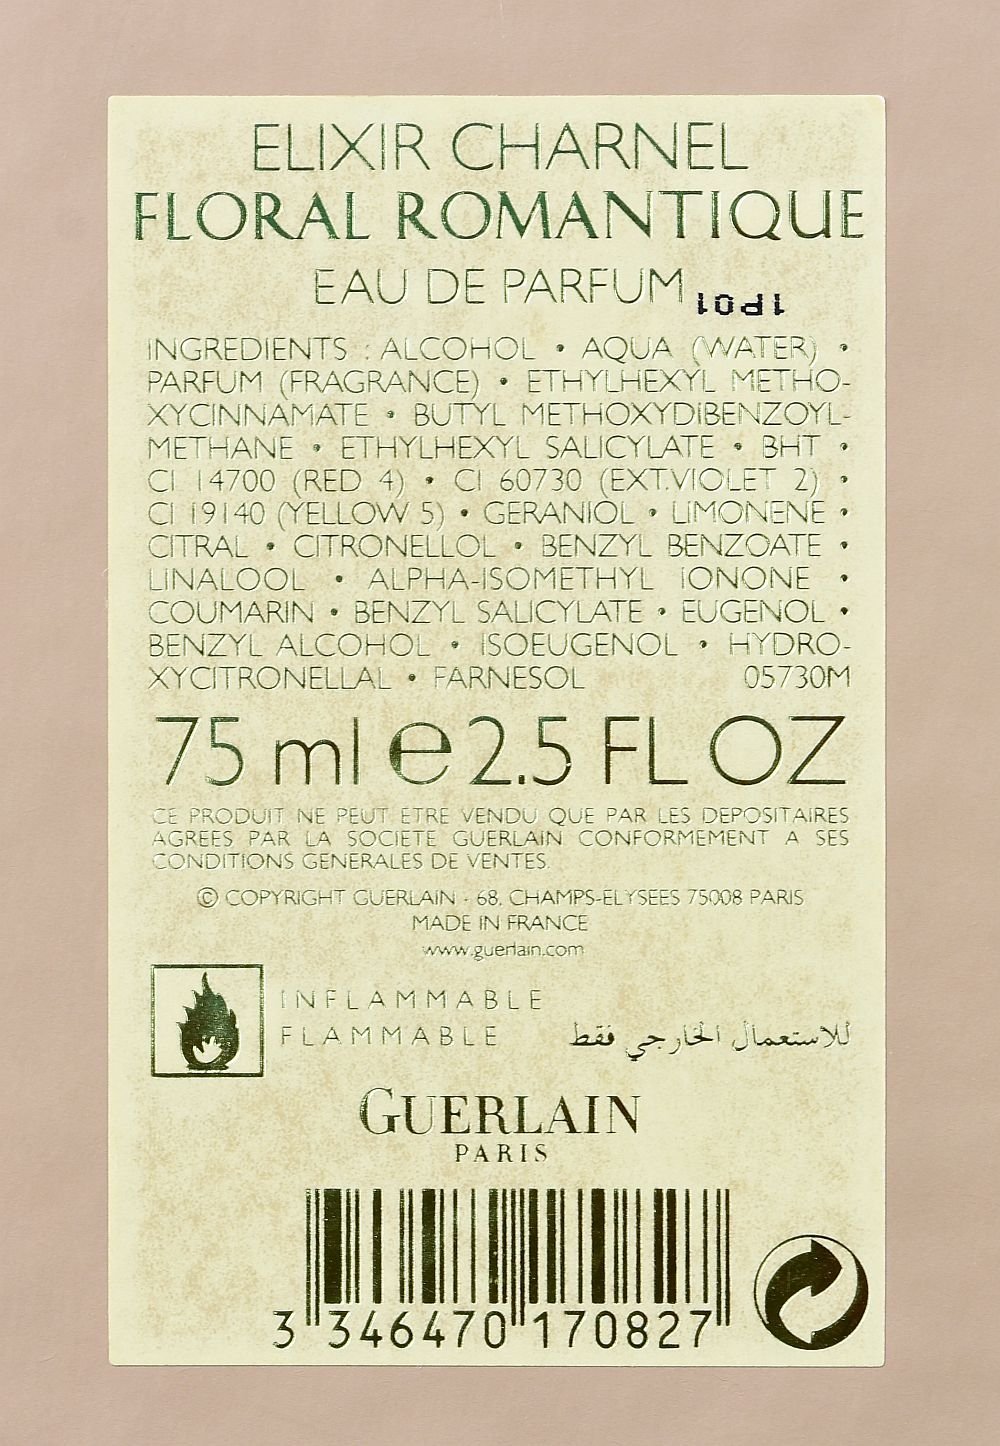 ELIXIR CHARNEL
FLORAL ROMANTIQUE
EAU DE PARFUM
1P01
INGREDIENTS : ALCOHOL • AQUA (WATER) •
PARFUM (FRAGRANCE) • ETHYLHEXYL METHO-
XYCINNAMATE • BUTYL METHOXYDIBENZOYL-
METHANE • ETHYLHEXYL SALICYLATE • BHT •
CI 14700 (RED 4) • CI 60730 (EXT.VIOLET 2) •
CI 19140 (YELLOW 5) • GERANIOL • LIMONENE •
CITRAL • CITRONELLOL • BENZYL BENZOATE •
LINALOOL • ALPHA-ISOMETHYL IONONE •
COUMARIN • BENZYL SALICYLATE • EUGENOL •
BENZYL ALCOHOL • ISOEUGENOL • HYDRO-
XYCITRONELLAL • FARNESOL 05730M
75 ml e 2.5 FL OZ
CE PRODUIT NE PEUT ETRE VENDU QUE PAR LES DEPOSITAIRES
AGREES PAR LA SOCIETE GUERLAIN CONFORMEMENT A SES
CONDITIONS GENERALES DE VENTES.
© COPYRIGHT GUERLAIN - 68, CHAMPS-ELYSEES 75008 PARIS
MADE IN FRANCE
www.guerlain.com
INFLAMMABLE
FLAMMABLE للاستعمال الخارجي فقط
GUERLAIN
PARIS
3 346470 170827